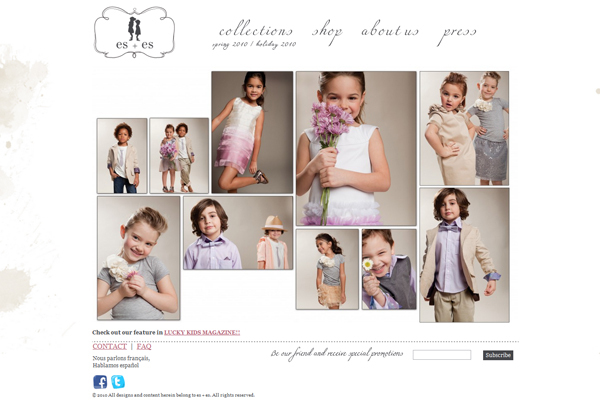 es + es
collections shop about us press
spring 2010 | holiday 2010
Check out our feature in LUCKY KIDS MAGAZINE!!
CONTACT | FAQ
Be our friend and receive special promotions
Subscribe
Nous parlons français,
Hablamos español
© 2010 All designs and content herein belong to es + es. All rights reserved.